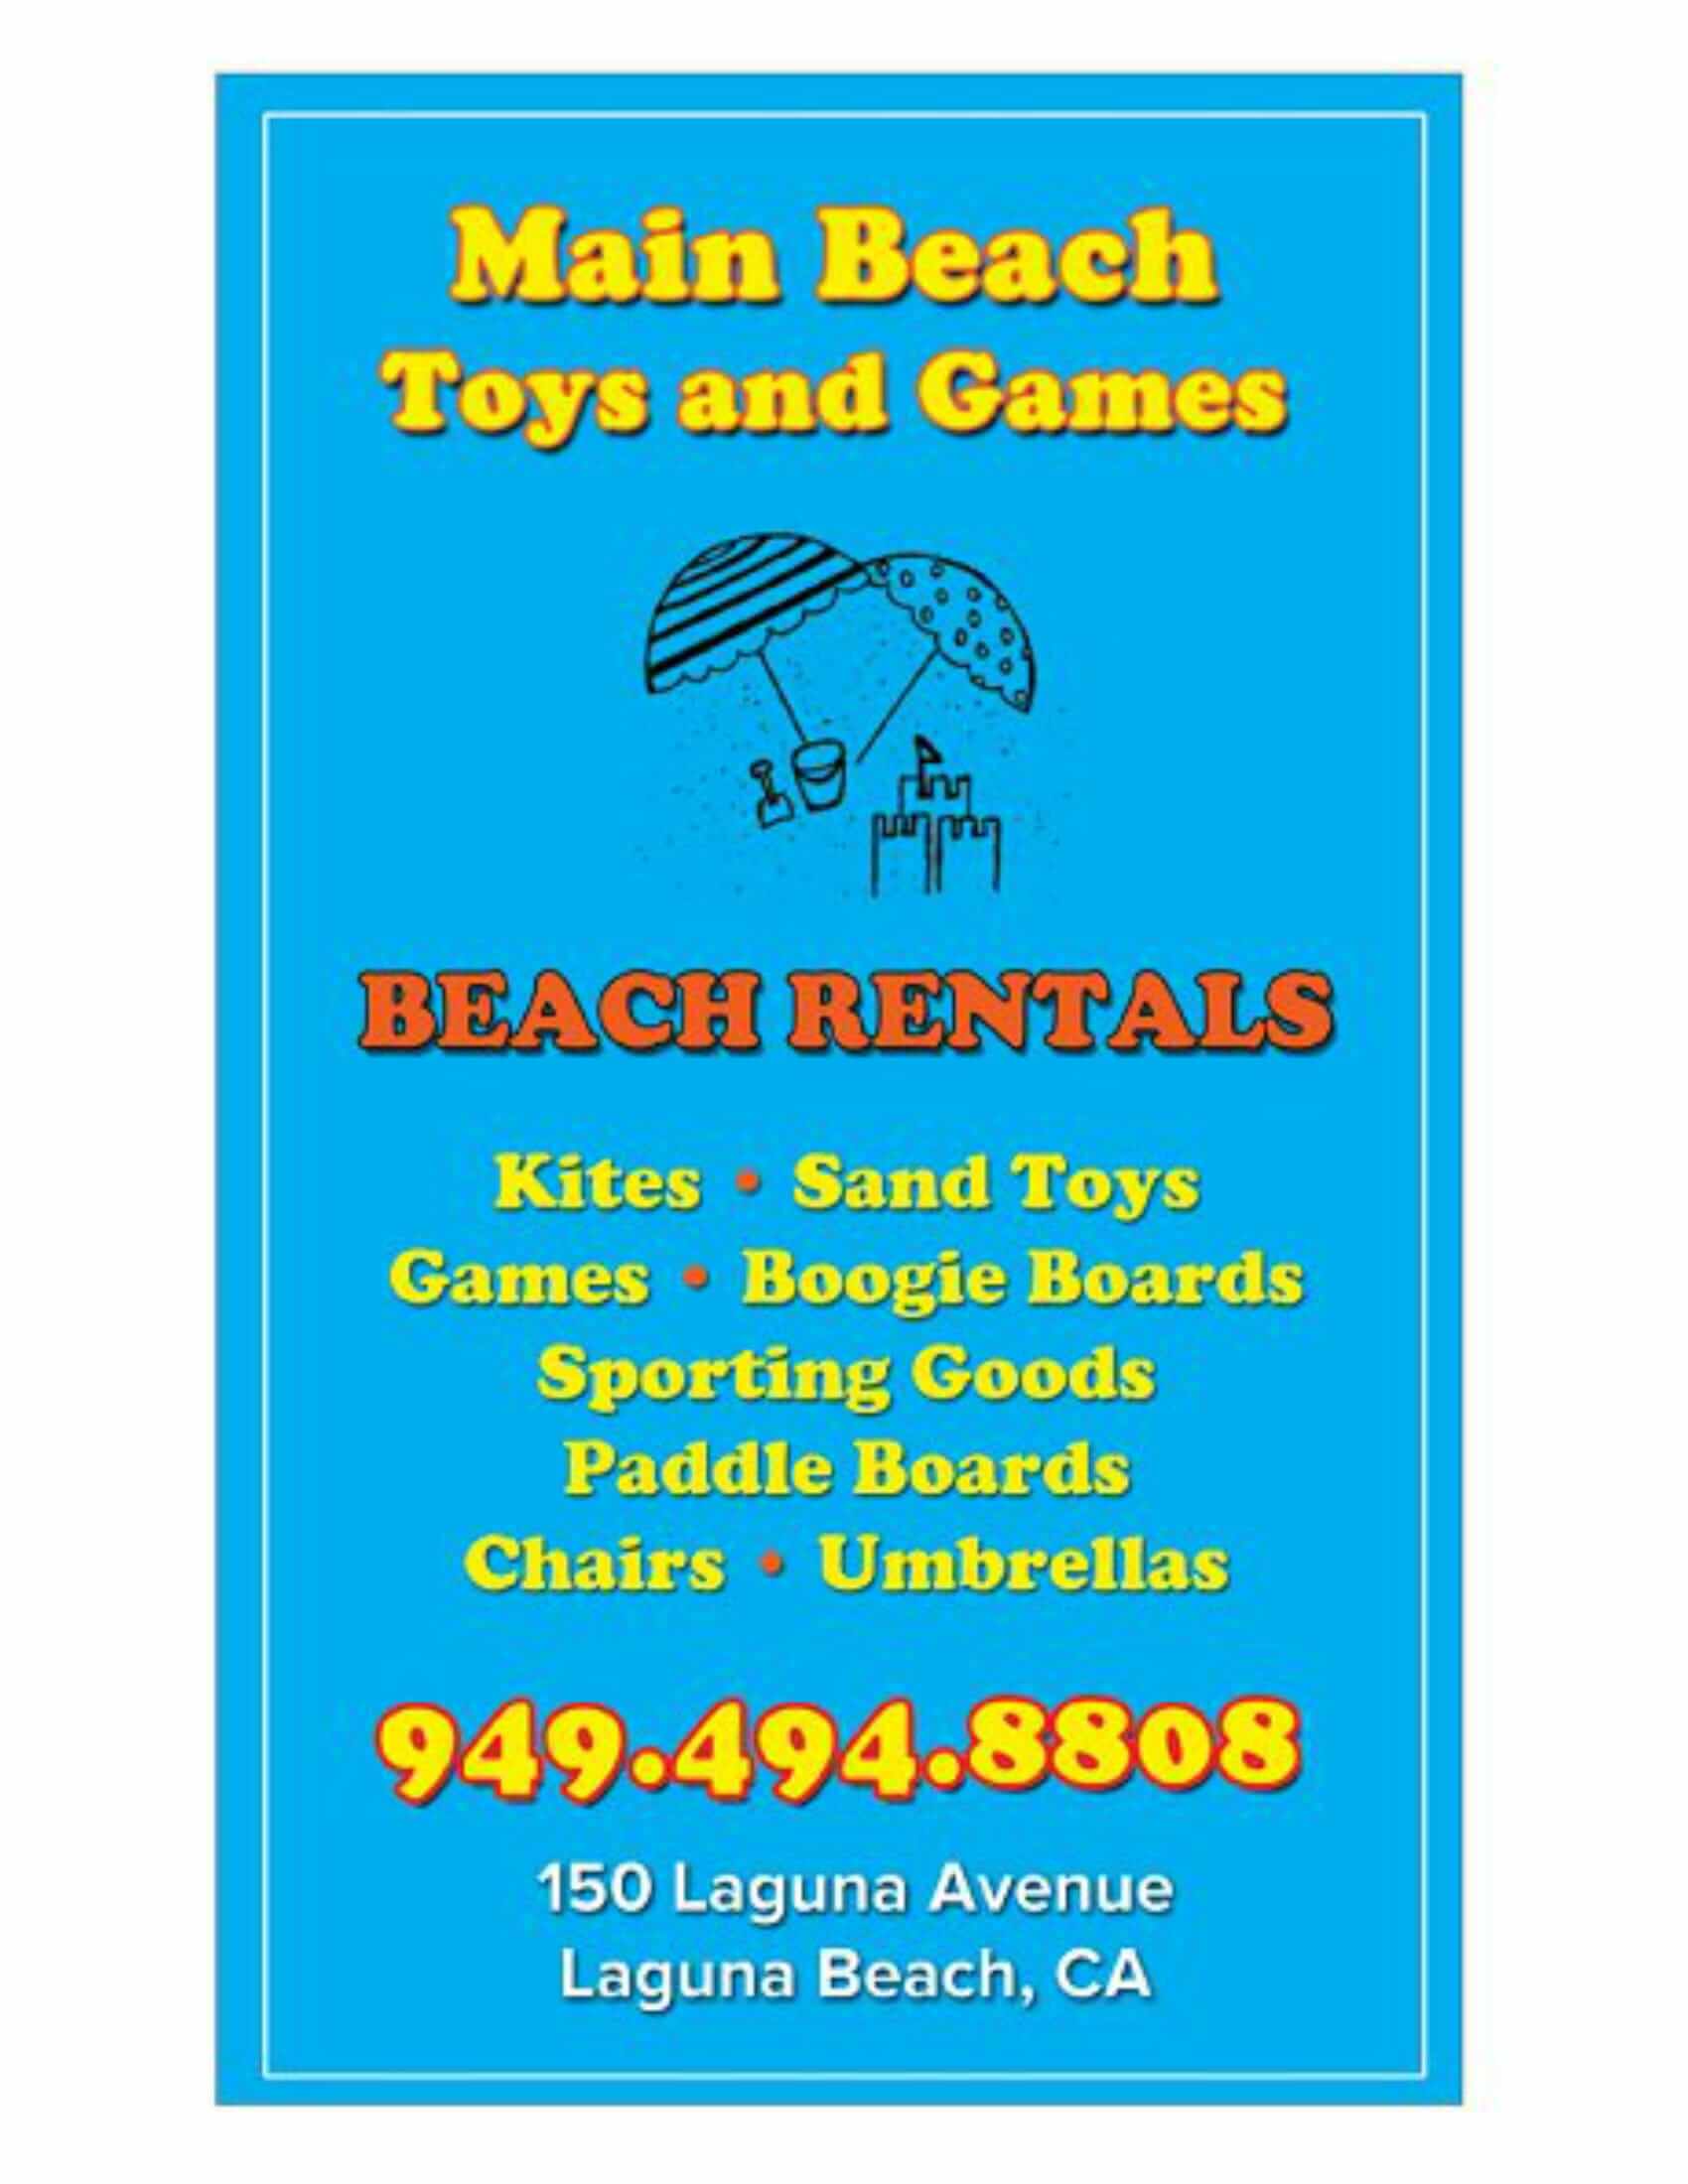 Main Beach
Toys and Games
BEACH RENTALS
Kites • Sand Toys
Games • Boogie Boards
Sporting Goods
Paddle Boards
Chairs • Umbrellas
949.494.8808
150 Laguna Avenue
Laguna Beach, CA